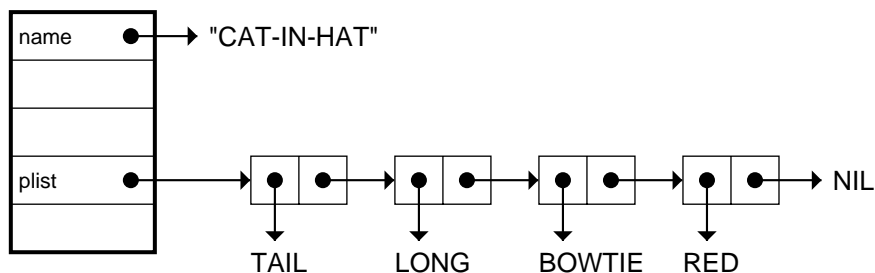 name "CAT-IN-HAT"
plist NIL
TAIL LONG BOWTIE RED